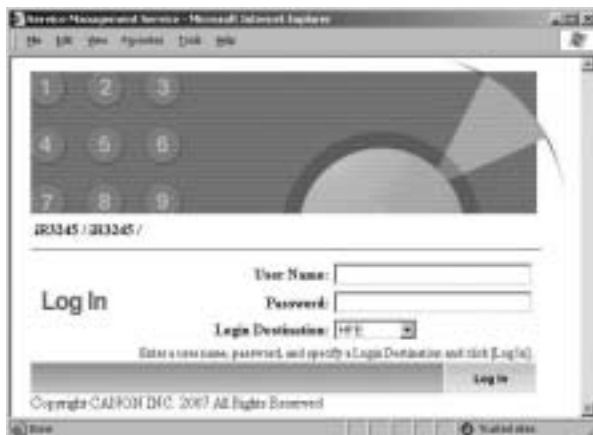 Service Management Service - Microsoft Internet Explorer
File Edit View Favorites Tools Help
1 2 3
4 5 6
7 8 9
iR3245 / iR3245 /
Log In
User Name:
Password:
Login Destination:
Enter a user name, password, and specify a Login Destination and click [Log In].
Log In
Copyright CANON INC. 2007 All Rights Reserved
Done
Trusted sites